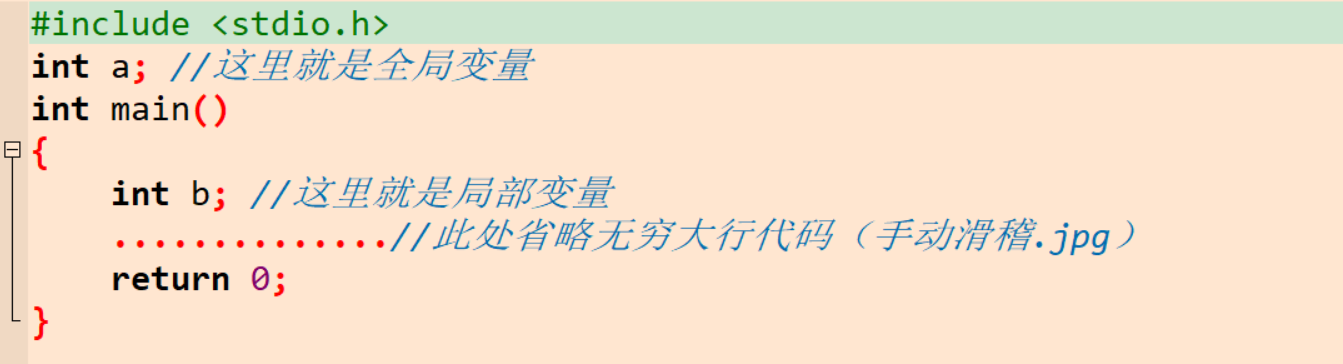 #include <stdio.h>
int a; //这里就是全局变量
int main()
{
    int b; //这里就是局部变量
    ..............//此处省略无穷大行代码（手动滑稽.jpg）
    return 0;
}